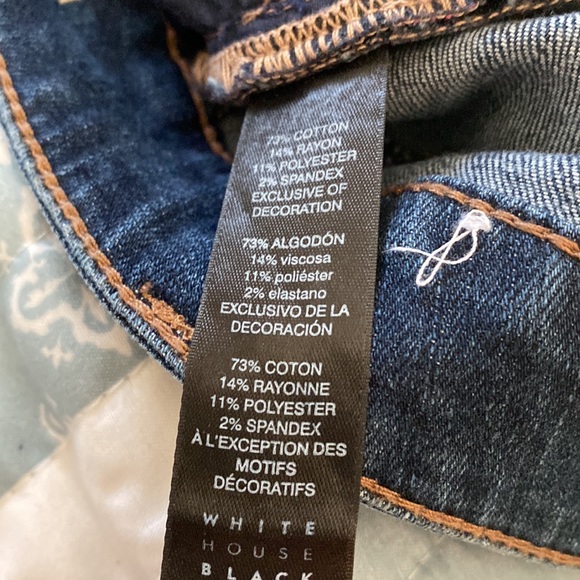 73% COTTON
14% RAYON
11% POLYESTER
2% SPANDEX
EXCLUSIVE OF
DECORATION
73% ALGODÓN
14% viscosa
11% poliéster
2% elastano
EXCLUSIVO DE LA
DECORACIÓN
73% COTON
14% RAYONNE
11% POLYESTER
2% SPANDEX
À L'EXCEPTION DES
MOTIFS
DÉCORATIFS
WHITE
HOUSE
BLACK